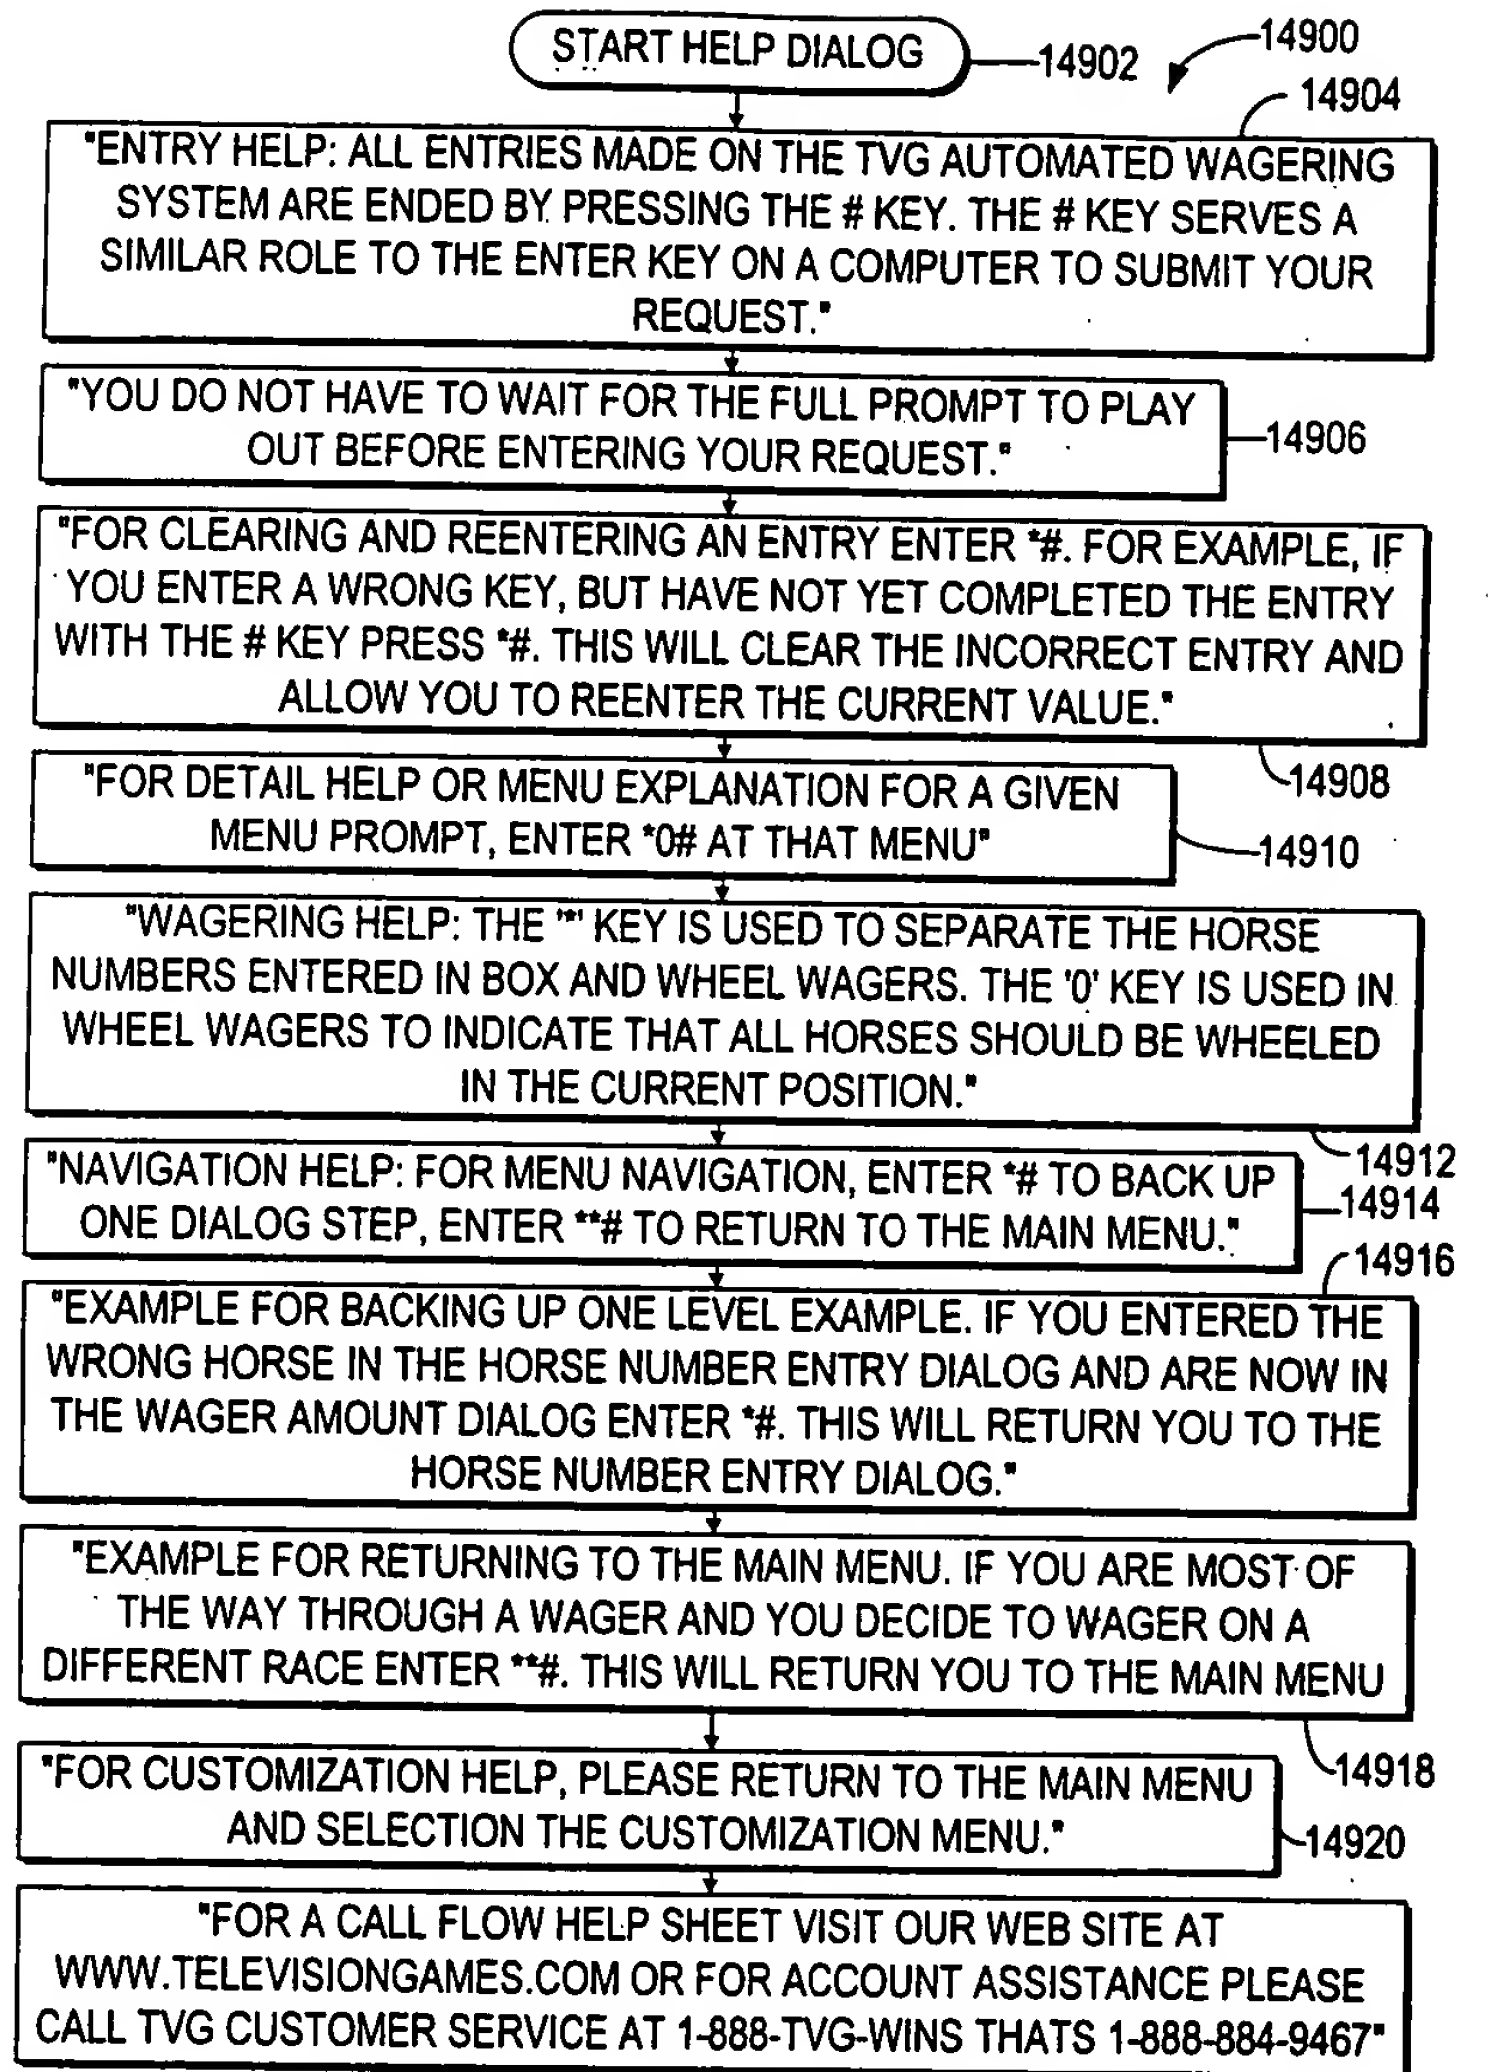 START HELP DIALOG
14902
14900
14904
"ENTRY HELP: ALL ENTRIES MADE ON THE TVG AUTOMATED WAGERING
SYSTEM ARE ENDED BY PRESSING THE # KEY. THE # KEY SERVES A
SIMILAR ROLE TO THE ENTER KEY ON A COMPUTER TO SUBMIT YOUR
REQUEST."
"YOU DO NOT HAVE TO WAIT FOR THE FULL PROMPT TO PLAY
OUT BEFORE ENTERING YOUR REQUEST."
14906
"FOR CLEARING AND REENTERING AN ENTRY ENTER *#. FOR EXAMPLE, IF
YOU ENTER A WRONG KEY, BUT HAVE NOT YET COMPLETED THE ENTRY
WITH THE # KEY PRESS *#. THIS WILL CLEAR THE INCORRECT ENTRY AND
ALLOW YOU TO REENTER THE CURRENT VALUE."
14908
"FOR DETAIL HELP OR MENU EXPLANATION FOR A GIVEN
MENU PROMPT, ENTER *0# AT THAT MENU"
14910
"WAGERING HELP: THE '*' KEY IS USED TO SEPARATE THE HORSE
NUMBERS ENTERED IN BOX AND WHEEL WAGERS. THE '0' KEY IS USED IN
WHEEL WAGERS TO INDICATE THAT ALL HORSES SHOULD BE WHEELED
IN THE CURRENT POSITION."
14912
"NAVIGATION HELP: FOR MENU NAVIGATION, ENTER *# TO BACK UP
ONE DIALOG STEP, ENTER **# TO RETURN TO THE MAIN MENU."
14914
14916
"EXAMPLE FOR BACKING UP ONE LEVEL EXAMPLE. IF YOU ENTERED THE
WRONG HORSE IN THE HORSE NUMBER ENTRY DIALOG AND ARE NOW IN
THE WAGER AMOUNT DIALOG ENTER *#. THIS WILL RETURN YOU TO THE
HORSE NUMBER ENTRY DIALOG."
"EXAMPLE FOR RETURNING TO THE MAIN MENU. IF YOU ARE MOST OF
THE WAY THROUGH A WAGER AND YOU DECIDE TO WAGER ON A
DIFFERENT RACE ENTER **#. THIS WILL RETURN YOU TO THE MAIN MENU
14918
"FOR CUSTOMIZATION HELP, PLEASE RETURN TO THE MAIN MENU
AND SELECTION THE CUSTOMIZATION MENU."
14920
"FOR A CALL FLOW HELP SHEET VISIT OUR WEB SITE AT
WWW.TELEVISIONGAMES.COM OR FOR ACCOUNT ASSISTANCE PLEASE
CALL TVG CUSTOMER SERVICE AT 1-888-TVG-WINS THATS 1-888-884-9467"